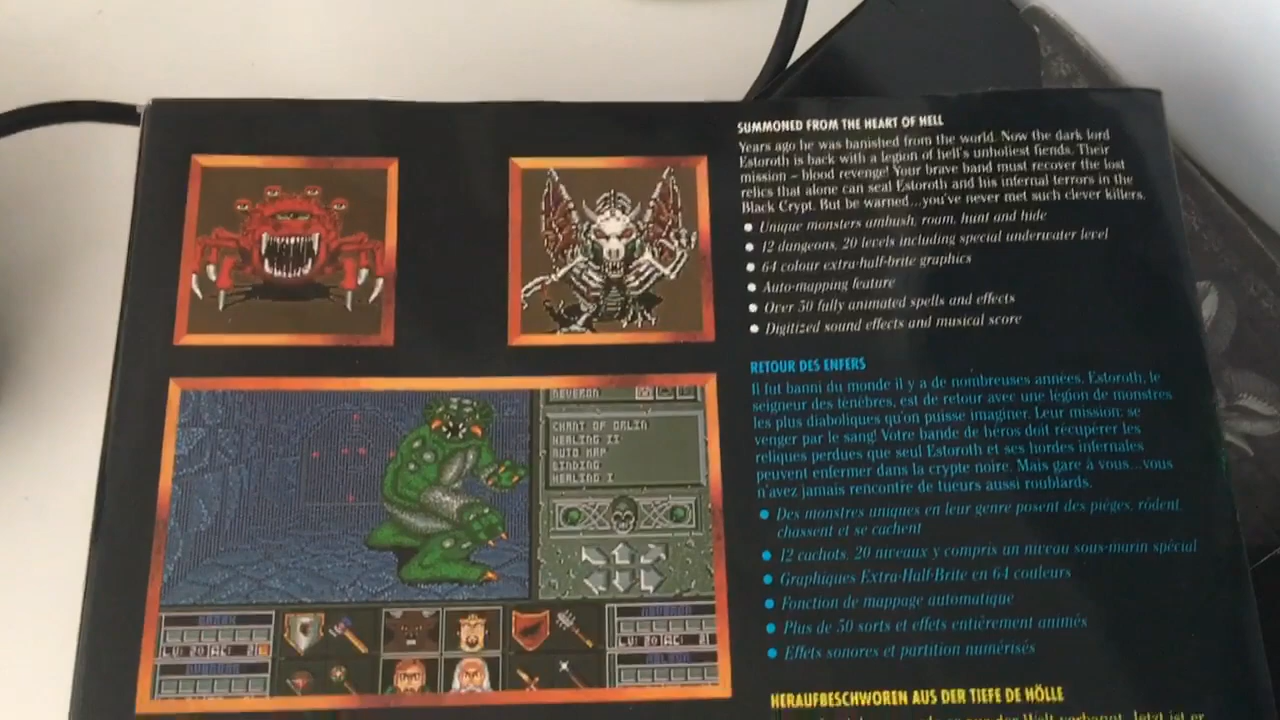 SUMMONED FROM THE HEART OF HELL
Years ago he was banished from the world. Now the dark lord
Estoroth is back with a legion of hell's unholiest fiends. Their
mission – blood revenge! Your brave band must recover the lost
relics that alone can seal Estoroth and his infernal terrors in the
Black Crypt. But be warned...you've never met such clever killers.
• Unique monsters ambush, roam, hunt and hide
• 12 dungeons, 20 levels including special underwater level
• 64 colour extra-half-brite graphics
• Auto-mapping feature
• Over 50 fully animated spells and effects
• Digitized sound effects and musical score
RETOUR DES ENFERS
Il fut banni du monde il y a de nombreuses années. Estoroth, le
seigneur des ténèbres, est de retour avec une légion de monstres
les plus diaboliques qu'on puisse imaginer. Leur mission: se
venger par le sang! Votre bande de héros doit récupérer les
reliques perdues que seul Estoroth et ses hordes infernales
peuvent enfermer dans la crypte noire. Mais gare à vous...vous
n'avez jamais rencontre de tueurs aussi roublards.
• Des monstres uniques en leur genre posent des pièges, rôdent,
chassent et se cachent
• 12 cachots, 20 niveaux y compris un niveau sous-marin spécial
• Graphiques Extra-Half-Brite en 64 couleurs
• Fonction de mappage automatique
• Plus de 50 sorts et effets entièrement animés
• Effets sonores et partition numérisés
HERAUFBESCHWOREN AUS DER TIEFE DE HÖLLE
CHANT OF ORLIN
HEALING II
AUTO MAP
BINDING
HEALING I
LV: 20 AC: